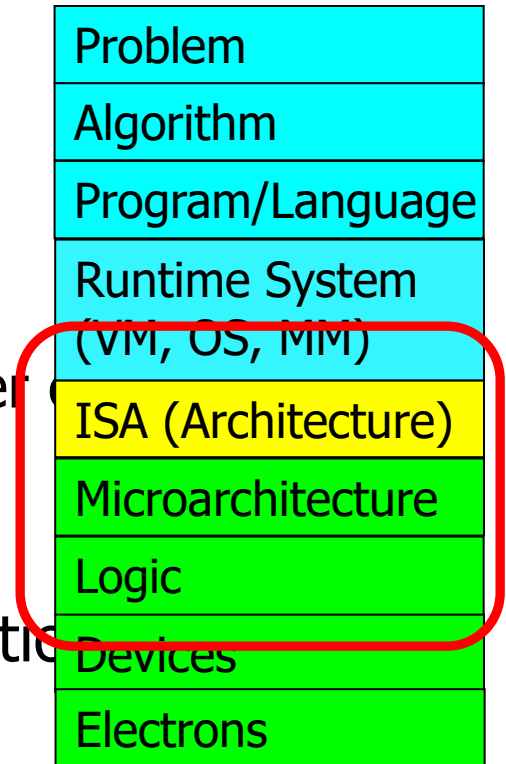 Problem
Algorithm
Program/Language
Runtime System
(VM, OS, MM)
ISA (Architecture)
Microarchitecture
Logic
Devices
Electrons